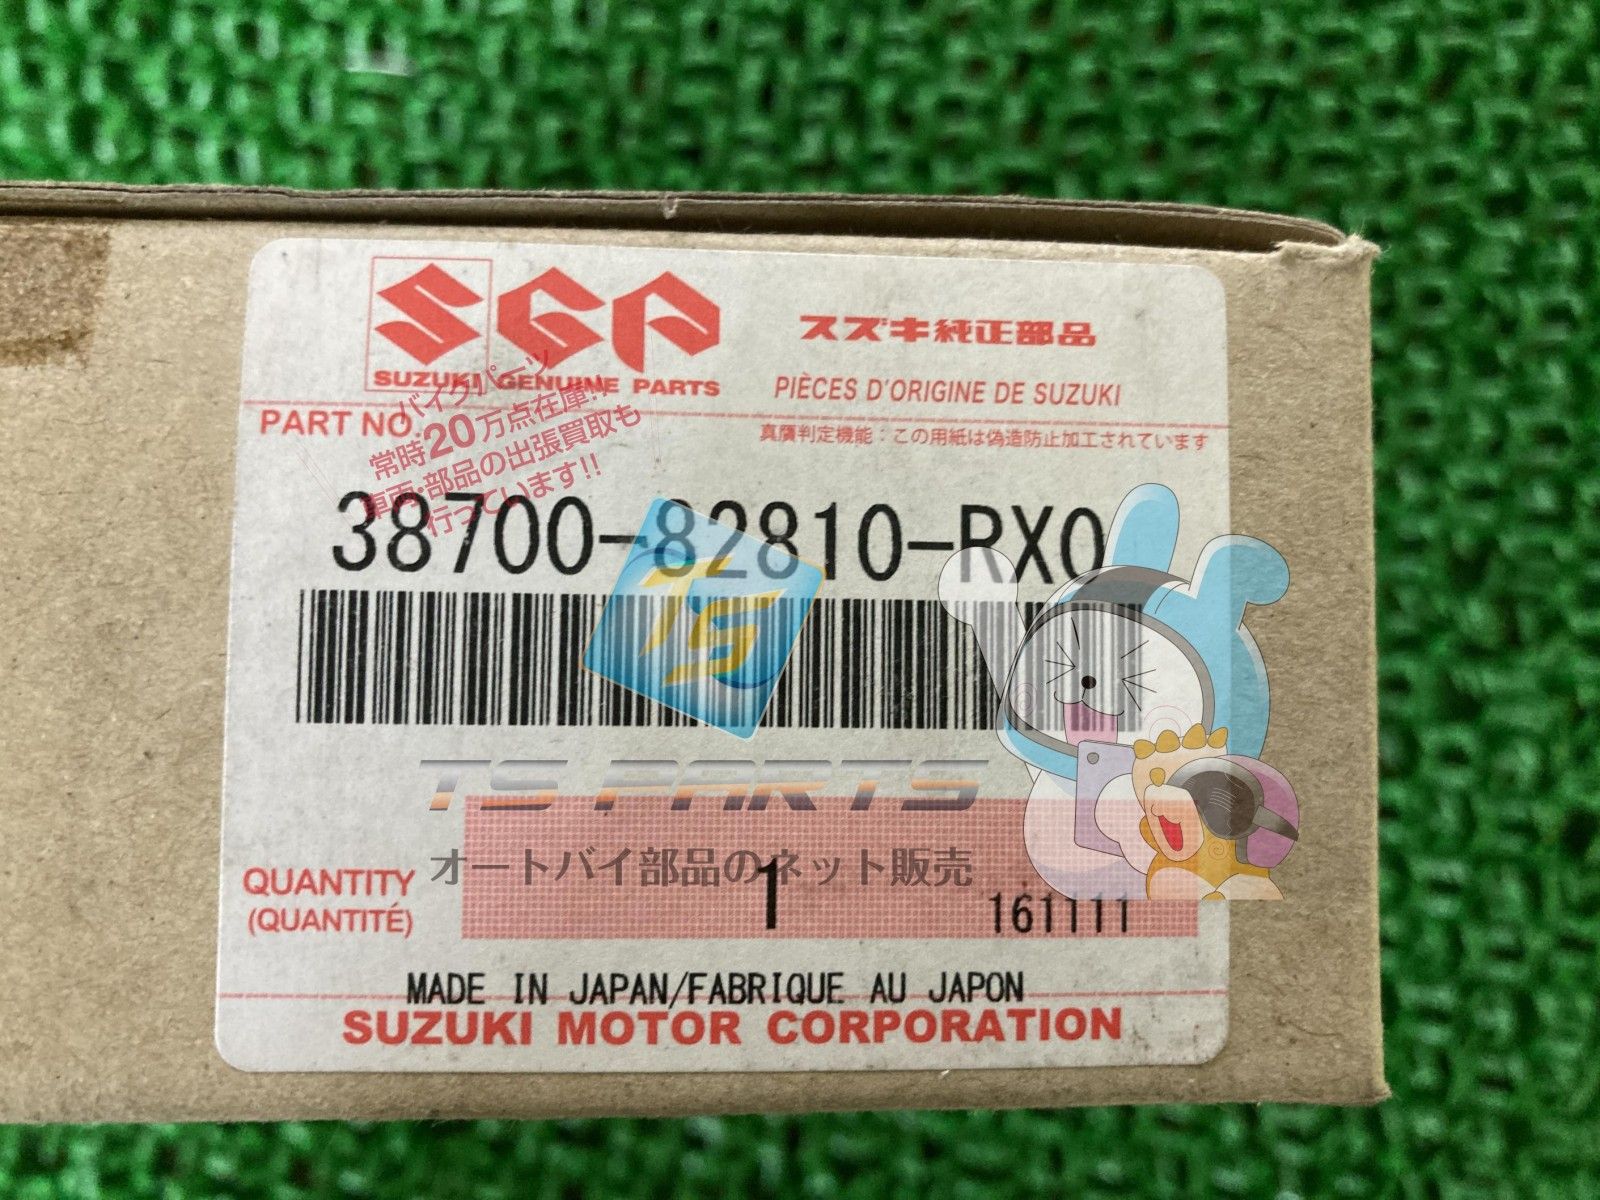 SGP
SUZUKI GENUINE PARTS
スズキ純正部品
PIÈCES D'ORIGINE DE SUZUKI
PART NO.
真贋判定機能：この用紙は偽造防止加工されています
バイクパーツ
常時20万点在庫!!
車両・部品の出張買取も
行っています!!
38700-82810-RX0
TS
TS PARTS
オートバイ部品のネット販売
QUANTITY
(QUANTITÉ)
1
161111
MADE IN JAPAN/FABRIQUE AU JAPON
SUZUKI MOTOR CORPORATION